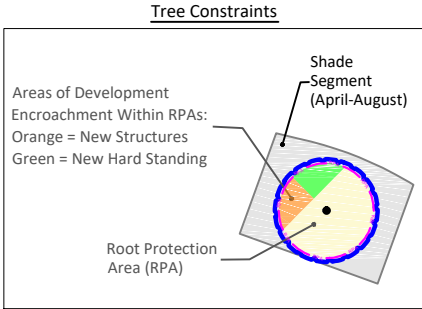 Tree Constraints
Shade
Segment
(April-August)
Areas of Development
Encroachment Within RPAs:
Orange = New Structures
Green = New Hard Standing
Root Protection
Area (RPA)